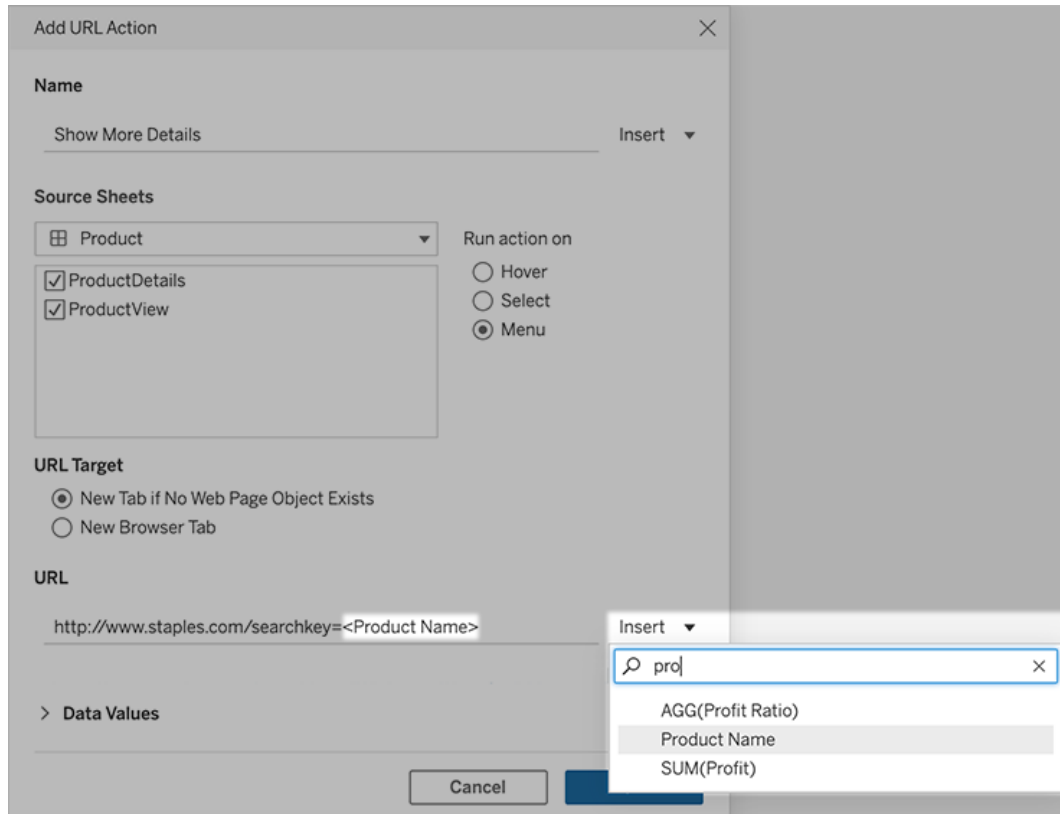 Add URL Action
Name
Show More Details
Insert
Source Sheets
Product
Run action on
ProductDetails
ProductView
Hover
Select
Menu
URL Target
New Tab if No Web Page Object Exists
New Browser Tab
URL
http://www.staples.com/searchkey=<Product Name>
Insert
pro
AGG(Profit Ratio)
Product Name
SUM(Profit)
Data Values
Cancel